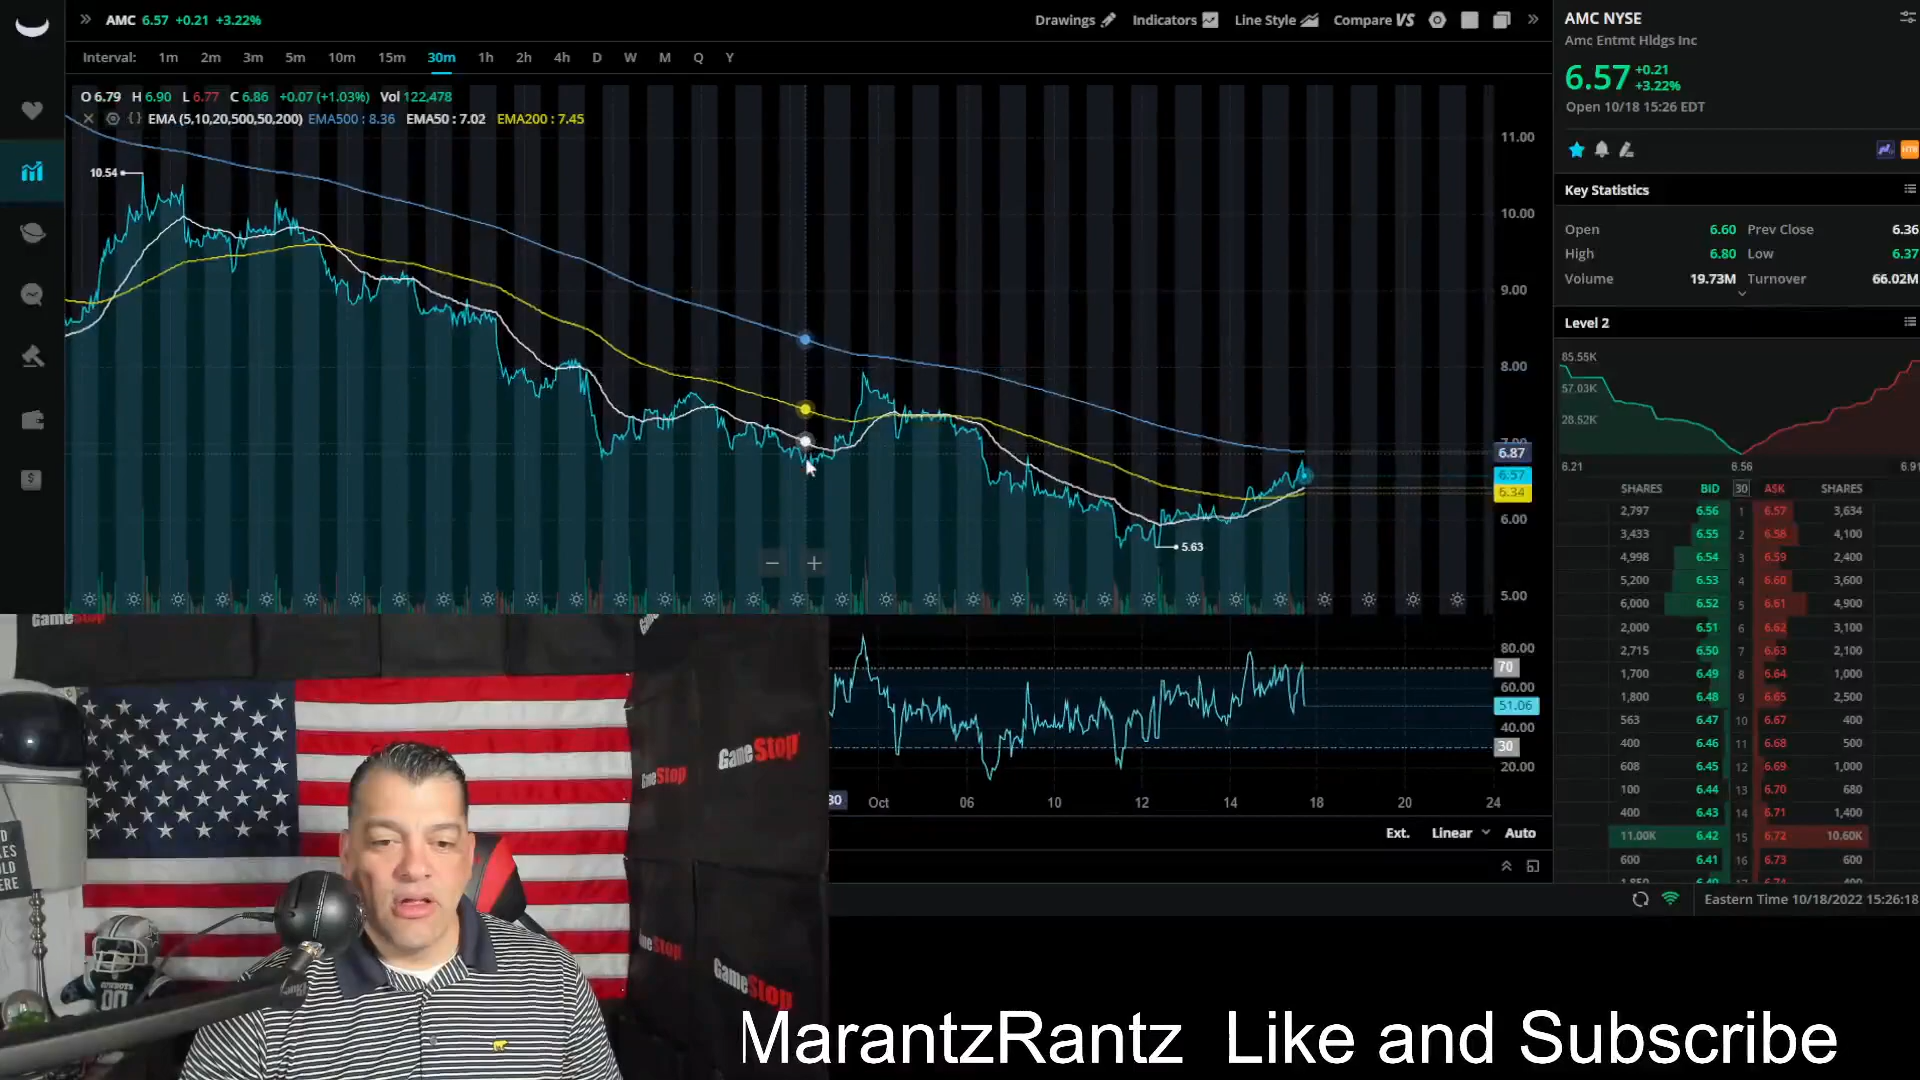 AMC 6.57 +0.21 +3.22%
Drawings Indicators Line Style Compare VS
Interval: 1m 2m 3m 5m 10m 15m 30m 1h 2h 4h D W M Q Y
O 6.79 H 6.90 L 6.77 C 6.86 +0.07 (+1.03%) Vol 122,478
EMA (5,10,20,500,50,200) EMA500 : 8.36 EMA50 : 7.02 EMA200 : 7.45
10.54
5.63
11.00
10.00
9.00
8.00
7.00
6.87
6.57
6.34
6.00
5.00
80.00
70
60.00
51.06
40.00
30
20.00
30 Oct 06 10 12 14 18 20 24
Ext. Linear Auto
AMC NYSE
Amc Entmt Hldgs Inc
6.57 +0.21
+3.22%
Open 10/18 15:26 EDT
HTB
Key Statistics
Open 6.60 Prev Close 6.36
High 6.80 Low 6.37
Volume 19.73M Turnover 66.02M
Level 2
85.55K
57.03K
28.52K
6.21 6.56 6.91
SHARES BID 30 ASK SHARES
2,797 6.56 1 6.57 3,634
3,433 6.55 2 6.58 4,100
4,998 6.54 3 6.59 2,400
5,200 6.53 4 6.60 3,600
6,000 6.52 5 6.61 4,900
2,000 6.51 6 6.62 3,100
2,715 6.50 7 6.63 2,100
1,700 6.49 8 6.64 1,000
1,800 6.48 9 6.65 2,500
563 6.47 10 6.67 400
400 6.46 11 6.68 500
608 6.45 12 6.69 1,000
100 6.44 13 6.70 680
400 6.43 14 6.71 1,400
11.00K 6.42 15 6.72 10.60K
600 6.41 16 6.73 600
Eastern Time 10/18/2022 15:26:18
GameStop
GameStop
GameStop
GameStop
GameStop
COWBOYS
MarantzRantz Like and Subscribe